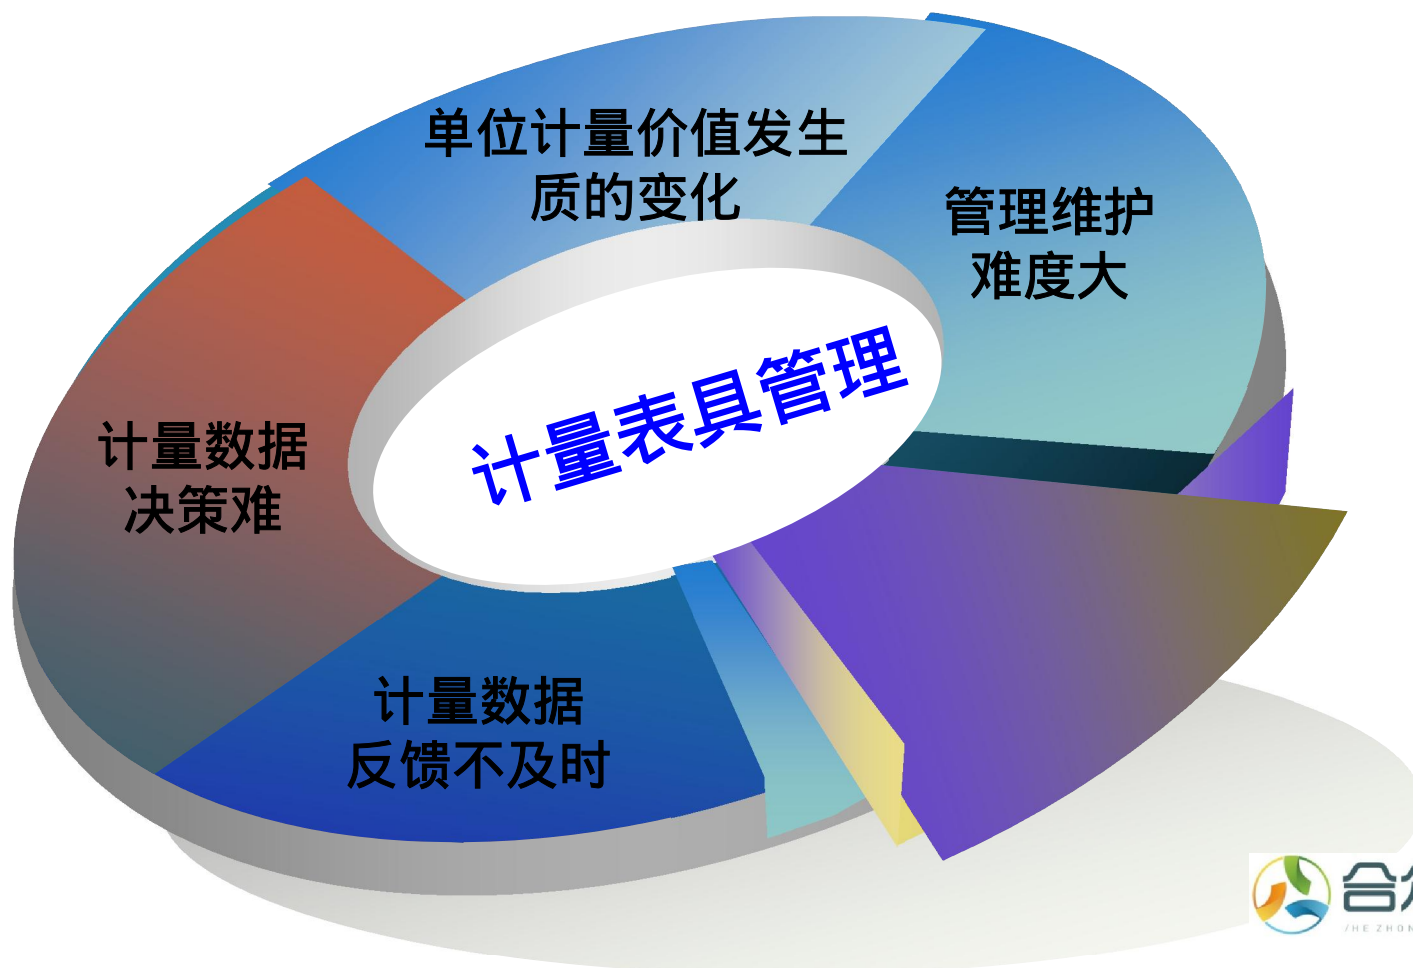 单位计量价值发生
质的变化
管理维护
难度大
计量表具管理
计量数据
决策难
计量数据
反馈不及时
合